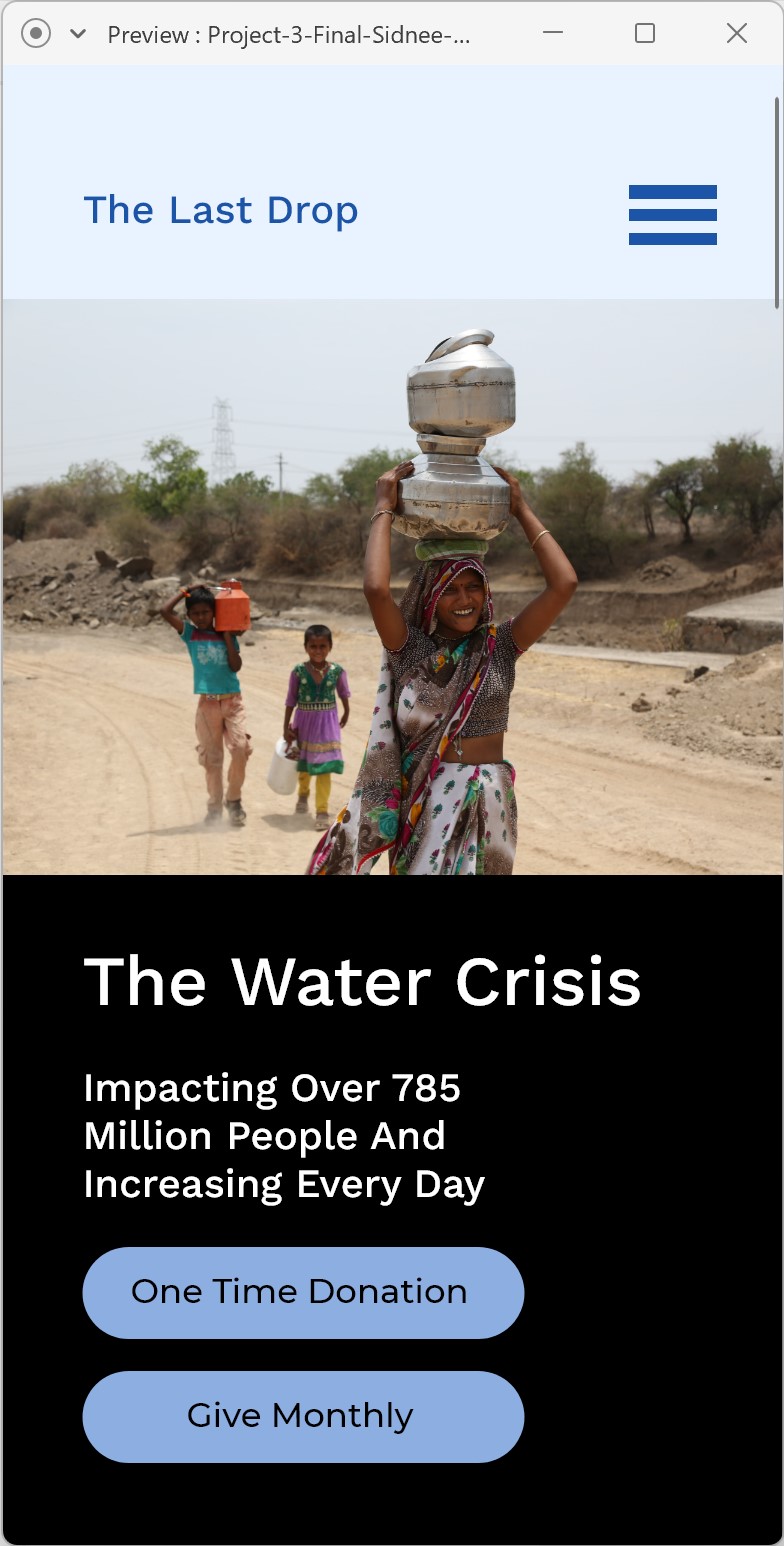 Preview : Project-3-Final-Sidnee-...
The Last Drop
The Water Crisis
Impacting Over 785
Million People And
Increasing Every Day
One Time Donation
Give Monthly